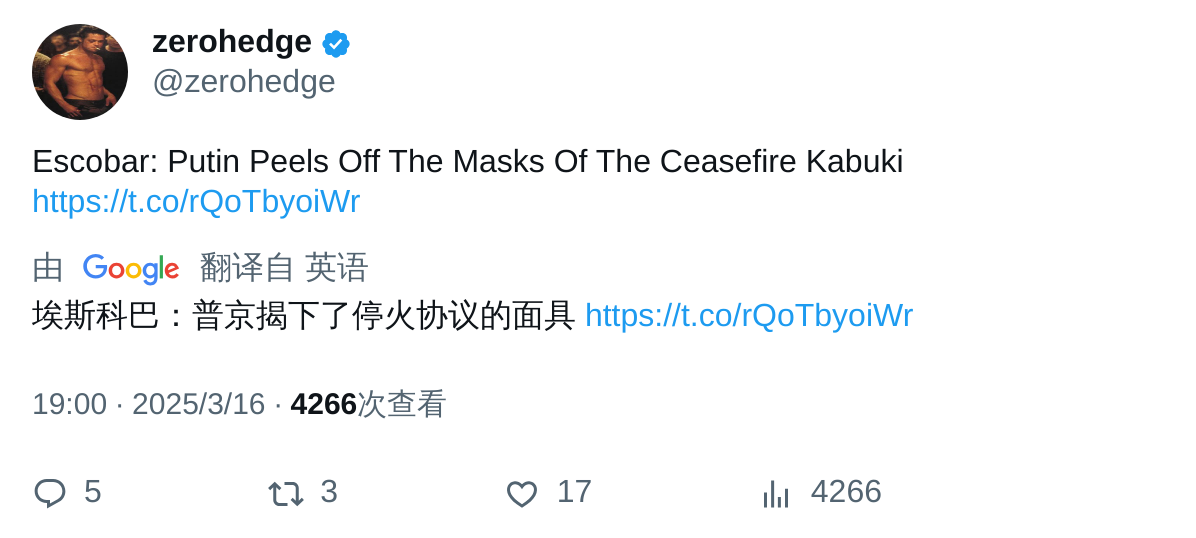 zerohedge
@zerohedge
Escobar: Putin Peels Off The Masks Of The Ceasefire Kabuki
https://t.co/rQoTbyoiWr
由 Google 翻译自 英语
埃斯科巴：普京揭下了停火协议的面具 https://t.co/rQoTbyoiWr
19:00 · 2025/3/16 · 4266次查看
5 3 17 4266